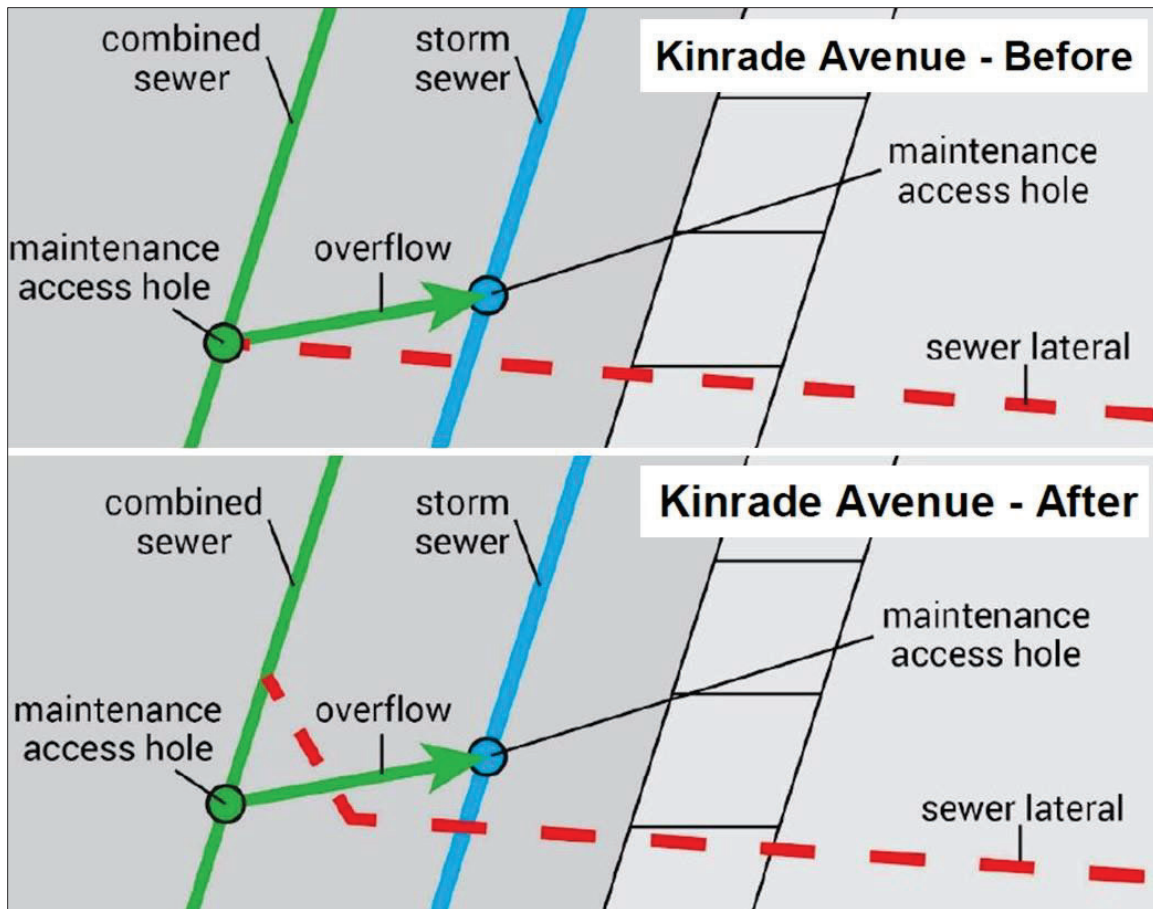 Kinrade Avenue - Before
combined
sewer
storm
sewer
maintenance
access hole
maintenance
access hole
overflow
sewer lateral
Kinrade Avenue - After
combined
sewer
storm
sewer
maintenance
access hole
maintenance
access hole
overflow
sewer lateral